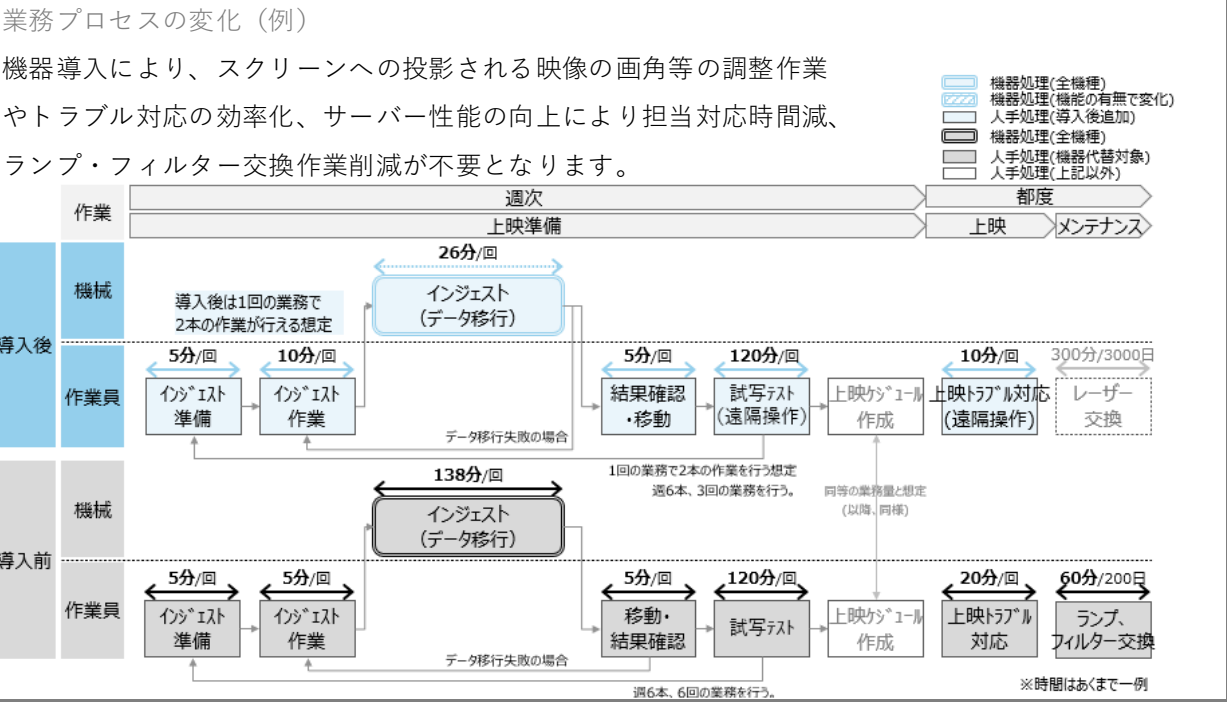 業務プロセスの変化（例）
機器導入により、スクリーンへの投影される映像の画角等の調整作業
やトラブル対応の効率化、サーバー性能の向上により担当対応時間減、
ランプ・フィルター交換作業削減が不要となります。
機器処理(全機種)
機器処理(機能の有無で変化)
人手処理(導入後追加)
機器処理(全機種)
人手処理(機器代替対象)
人手処理(上記以外)
作業
週次
都度
上映準備
上映
メンテナンス
導入後
機械
導入後は1回の業務で
2本の作業が行える想定
26分/回
インジェスト
(データ移行)
作業員
5分/回
10分/回
5分/回
120分/回
10分/回
300分/3000日
インジェスト
準備
インジェスト
作業
結果確認
・移動
試写テスト
(遠隔操作)
上映ケジュール
作成
上映トラブル対応
(遠隔操作)
レーザー
交換
データ移行失敗の場合
1回の業務で2本の作業を行う想定
週6本、3回の業務を行う。
同等の業務量と想定
(以降、同様)
導入前
機械
138分/回
インジェスト
(データ移行)
作業員
5分/回
5分/回
5分/回
120分/回
20分/回
60分/200日
インジェスト
準備
インジェスト
作業
移動・
結果確認
試写テスト
上映ケジュール
作成
上映トラブル
対応
ランプ、
フィルター交換
データ移行失敗の場合
週6本、6回の業務を行う。
※時間はあくまで一例